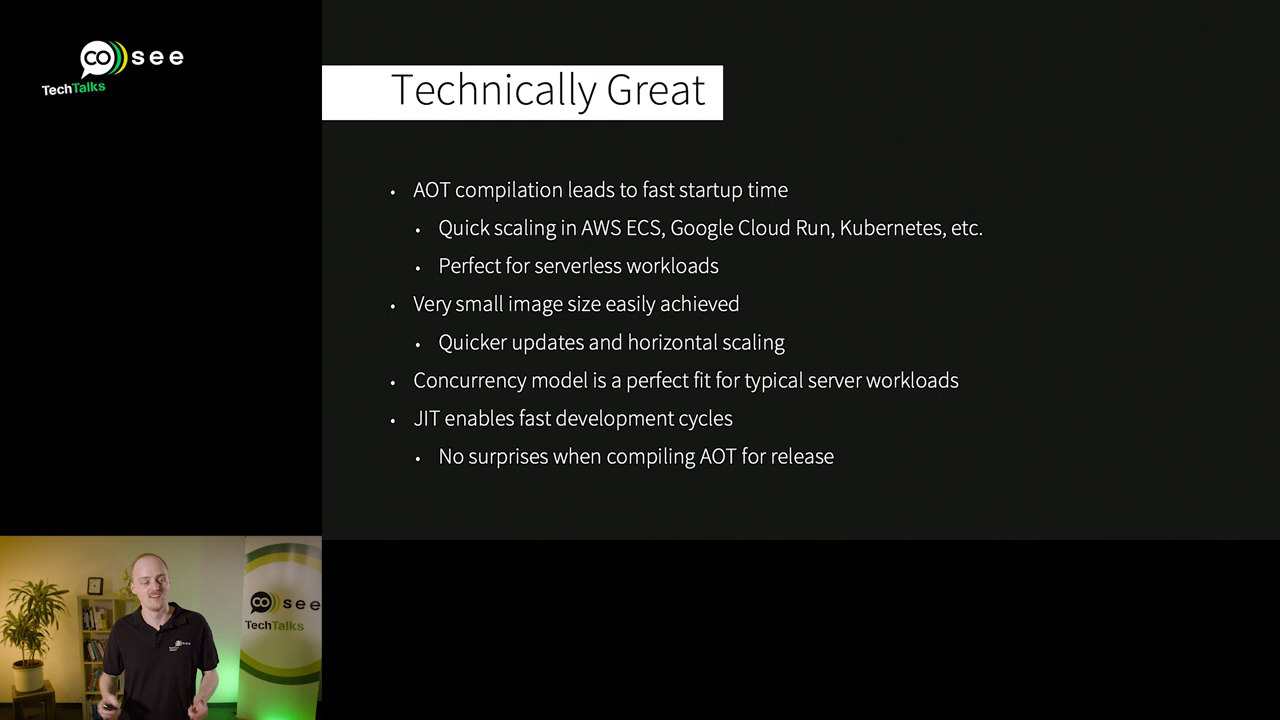 co see
TechTalks
Technically Great
• AOT compilation leads to fast startup time
• Quick scaling in AWS ECS, Google Cloud Run, Kubernetes, etc.
• Perfect for serverless workloads
• Very small image size easily achieved
• Quicker updates and horizontal scaling
• Concurrency model is a perfect fit for typical server workloads
• JIT enables fast development cycles
• No surprises when compiling AOT for release
co see
TechTalks
co see